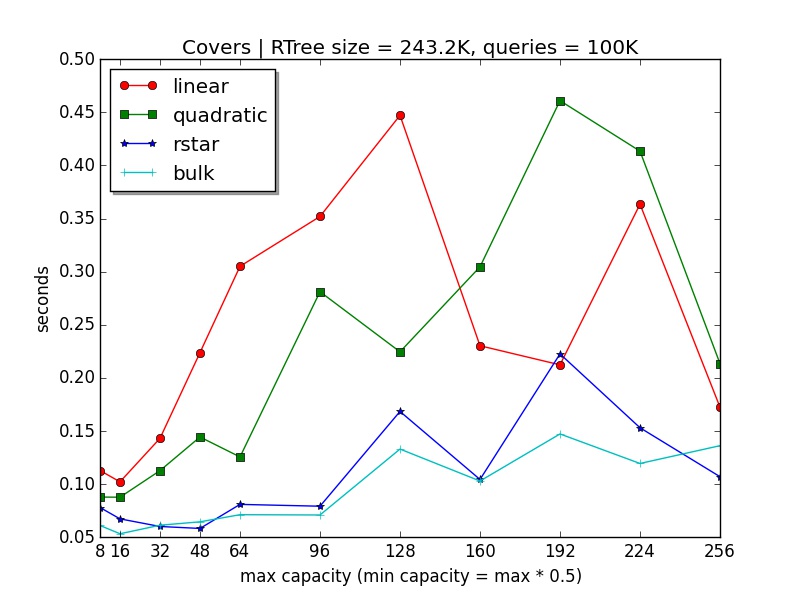 Covers | RTree size = 243.2K, queries = 100K
0.50
0.45
0.40
0.35
0.30
0.25
0.20
0.15
0.10
0.05
seconds
linear
quadratic
rstar
bulk
8 16 32 48 64 96 128 160 192 224 256
max capacity (min capacity = max * 0.5)